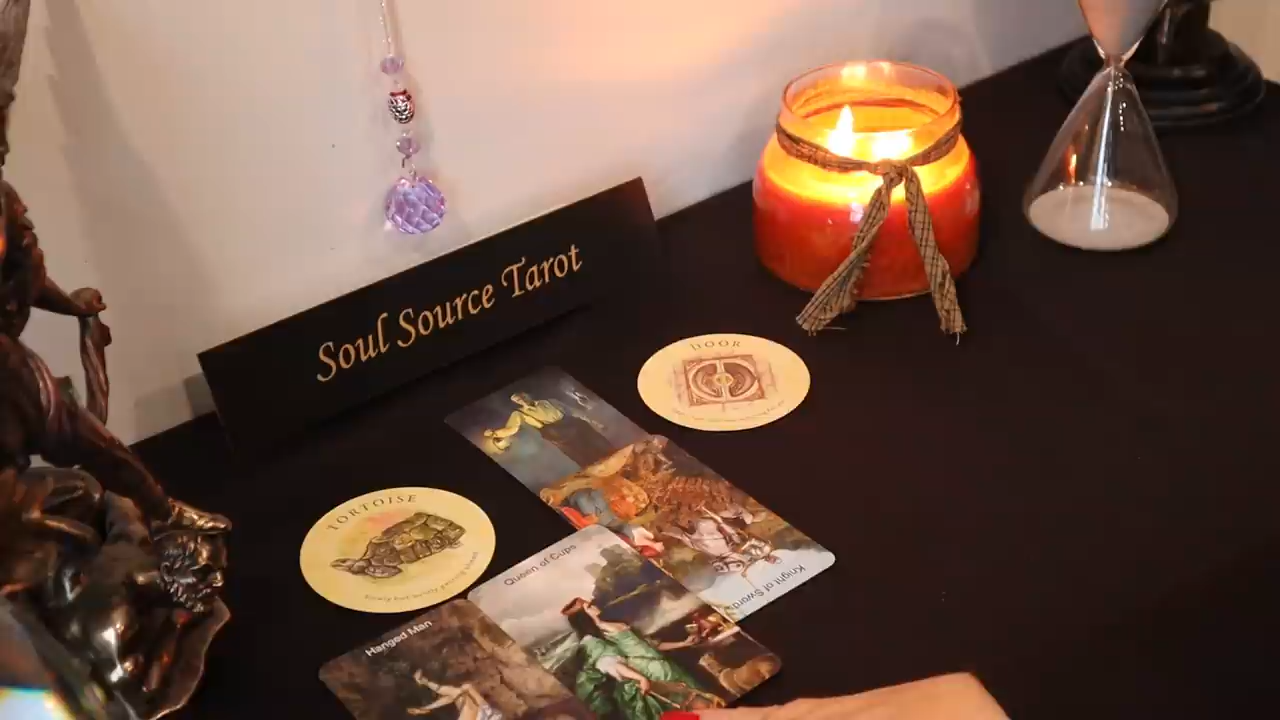 Soul Source Tarot
DOOR
TORTOISE
Queen of Cups
Knight of Swords
Hanged Man